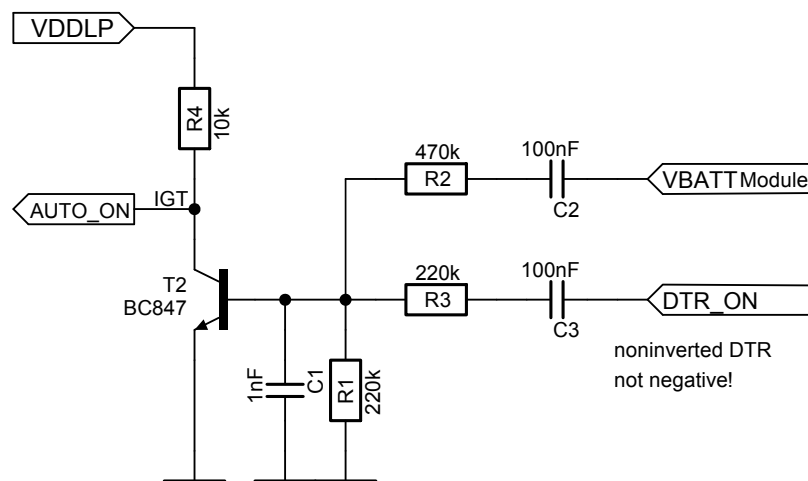 VDDLP
R4
10k
470k
R2
100nF
C2
VBATT Module
AUTO_ON
IGT
T2
BC847
220k
R3
100nF
C3
DTR_ON
noninverted DTR
not negative!
1nF
C1
R1
220k